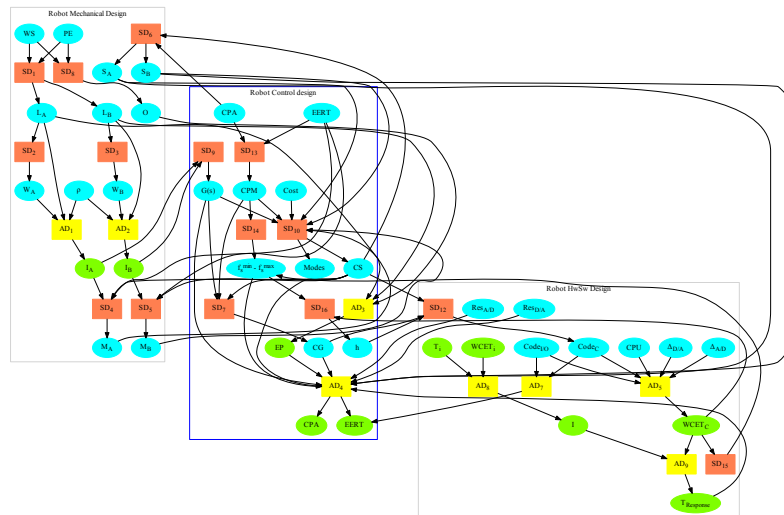 Robot Mechanical Design
WS
PE
SD6
SD1
SD8
SA
SB
Robot Control design
LA
LB
O
CPA
EERT
SD2
SD3
SD9
SD13
WA
ρ
WB
G(s)
CPM
Cost
AD1
AD2
SD14
SD10
IA
IB
Modes
CS
Robot HwSw Design
SD4
SD5
SD7
SD16
AD3
SD12
ResA/D
ResD/A
MA
MB
EP
CG
h
Ti
WCETi
CodeI/O
CodeC
CPU
ΔD/A
ΔA/D
AD4
AD8
AD7
AD5
CPA
EERT
I
WCETC
AD9
SD15
TResponse